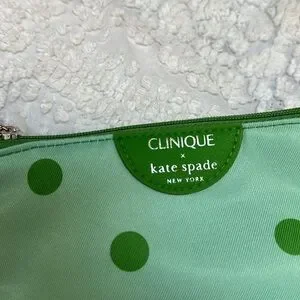 CLINIQUE
x
kate spade
NEW YORK